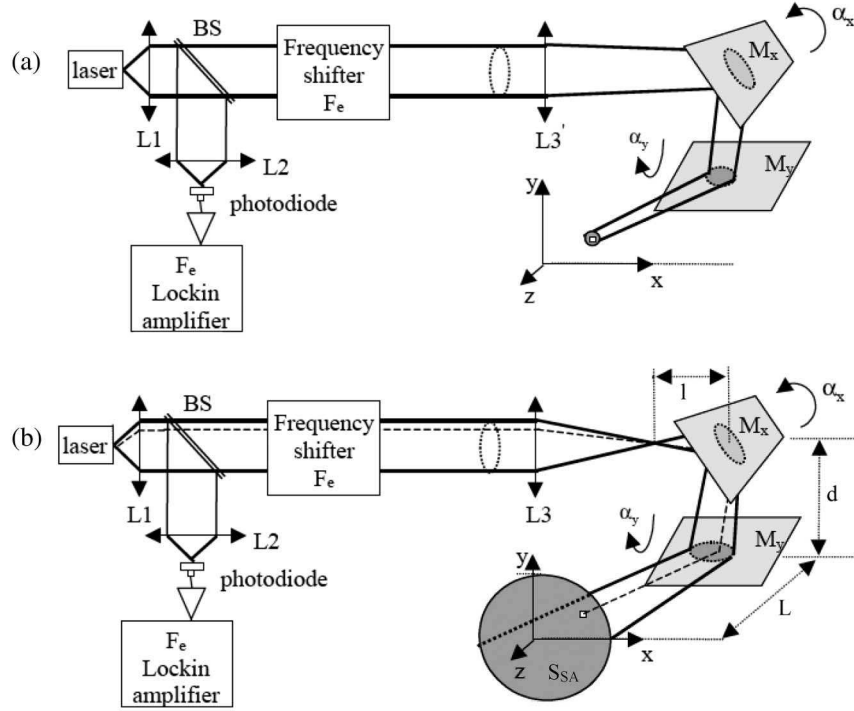 (a)
laser
BS
L1
L2
photodiode
Fe
Lockin
amplifier
Frequency
shifter
Fe
L3'
Mx
αx
αy
My
y
x
z
(b)
laser
BS
L1
L2
photodiode
Fe
Lockin
amplifier
Frequency
shifter
Fe
L3
l
Mx
αx
d
αy
My
L
y
x
z
SSA